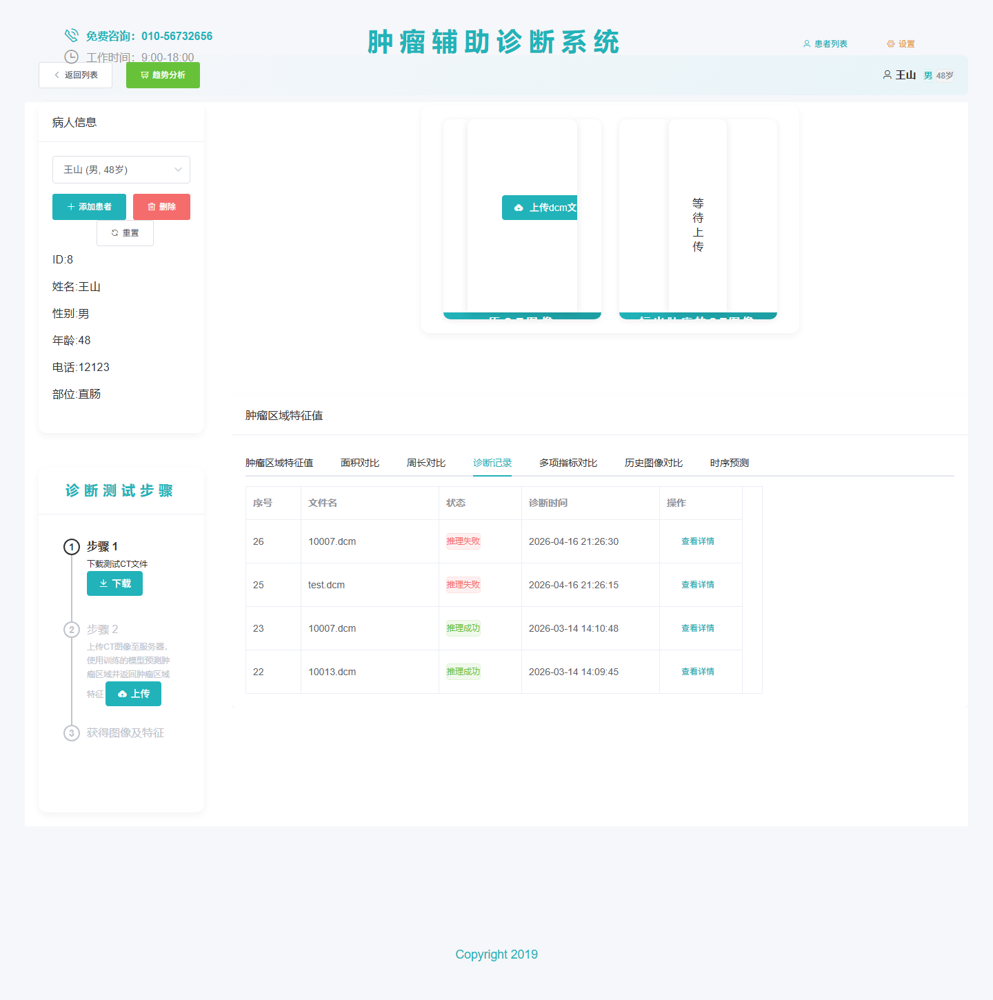 免费咨询：010-56732656
工作时间：9:00-18:00
肿瘤辅助诊断系统
患者列表
设置
返回列表
趋势分析
王山 男 48岁
病人信息
王山 (男, 48岁)
添加患者
删除
重置
ID:8
姓名:王山
性别:男
年龄:48
电话:12123
部位:直肠
上传dcm文
等
待
上
传
诊断测试步骤
1 步骤 1
下载测试CT文件
下载
2 步骤 2
上传CT图像至服务器，
使用训练的模型预测肿
瘤区域并返回肿瘤区域
特征 上传
3 获得图像及特征
肿瘤区域特征值
肿瘤区域特征值 面积对比 周长对比 诊断记录 多项指标对比 历史图像对比 时序预测
序号 文件名 状态 诊断时间 操作
26 10007.dcm 推理失败 2026-04-16 21:26:30 查看详情
25 test.dcm 推理失败 2026-04-16 21:26:15 查看详情
23 10007.dcm 推理成功 2026-03-14 14:10:48 查看详情
22 10013.dcm 推理成功 2026-03-14 14:09:45 查看详情
Copyright 2019